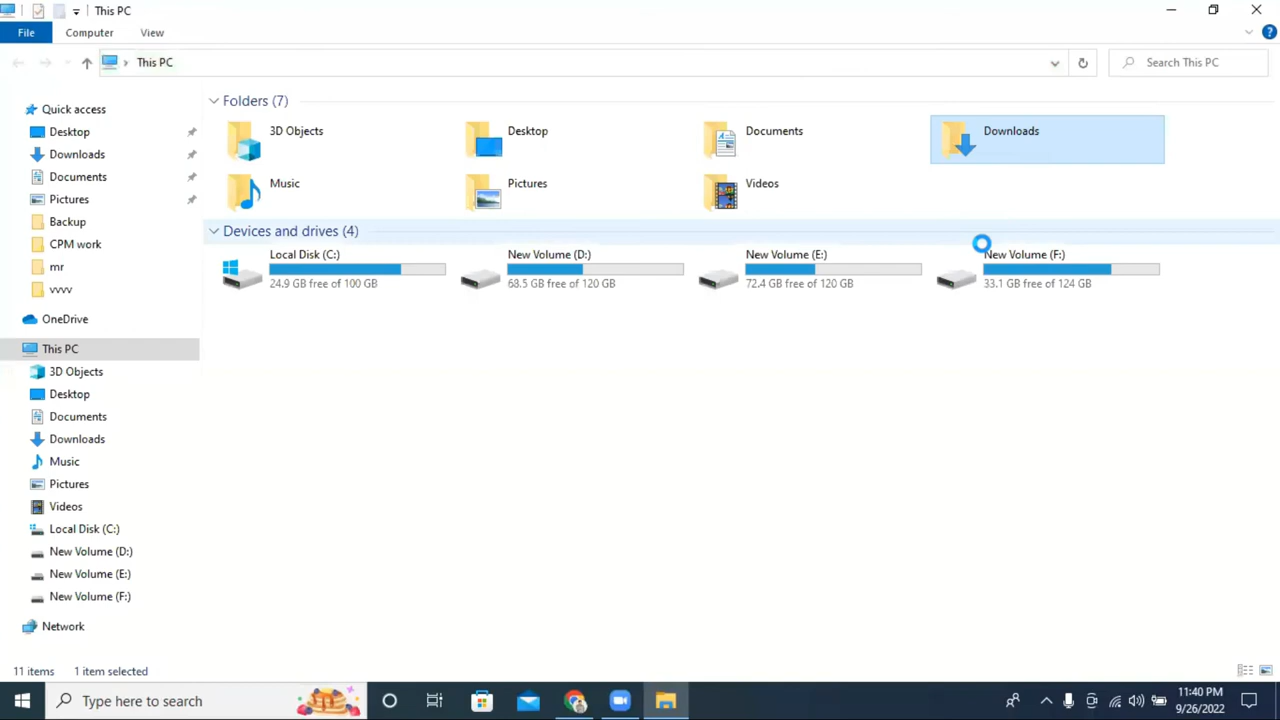 This PC
File Computer View
This PC
Search This PC
Quick access
Desktop
Downloads
Documents
Pictures
Backup
CPM work
mr
vvvv
OneDrive
This PC
3D Objects
Desktop
Documents
Downloads
Music
Pictures
Videos
Local Disk (C:)
New Volume (D:)
New Volume (E:)
New Volume (F:)
Network
Folders (7)
3D Objects
Desktop
Documents
Downloads
Music
Pictures
Videos
Devices and drives (4)
Local Disk (C:)
24.9 GB free of 100 GB
New Volume (D:)
68.5 GB free of 120 GB
New Volume (E:)
72.4 GB free of 120 GB
New Volume (F:)
33.1 GB free of 124 GB
11 items 1 item selected
Type here to search
11:40 PM
9/26/2022